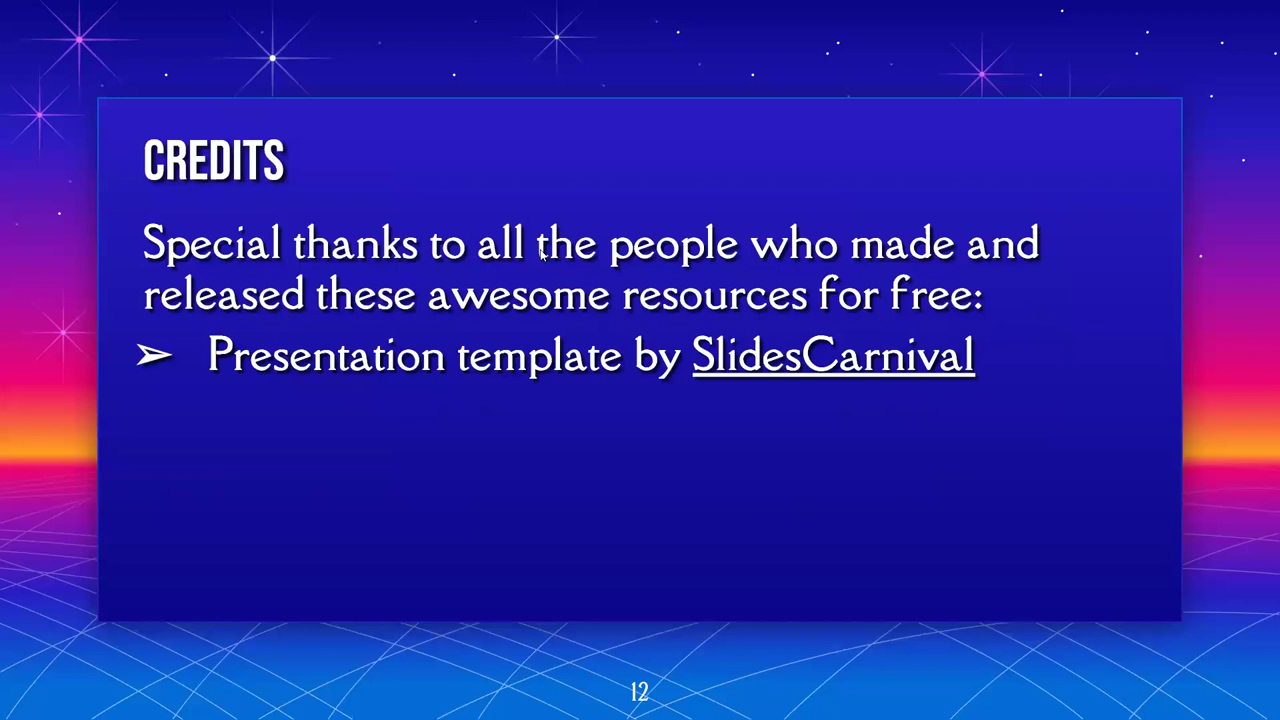 CREDITS
Special thanks to all the people who made and
released these awesome resources for free:
➢ Presentation template by SlidesCarnival
12